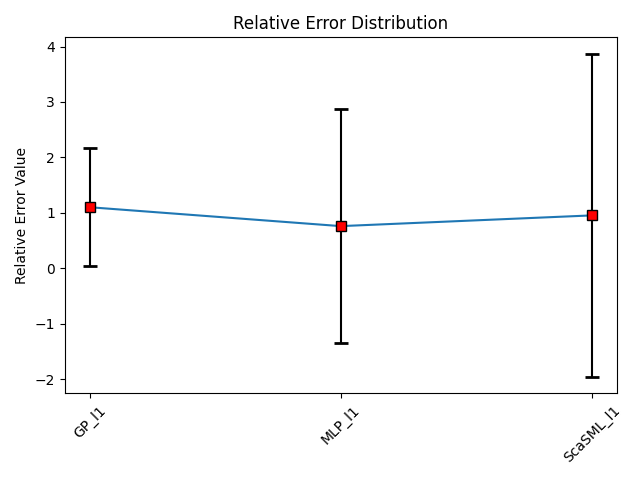 Relative Error Distribution
Relative Error Value
4
3
2
1
0
−1
−2
GP_l1
MLP_l1
ScaSML_l1